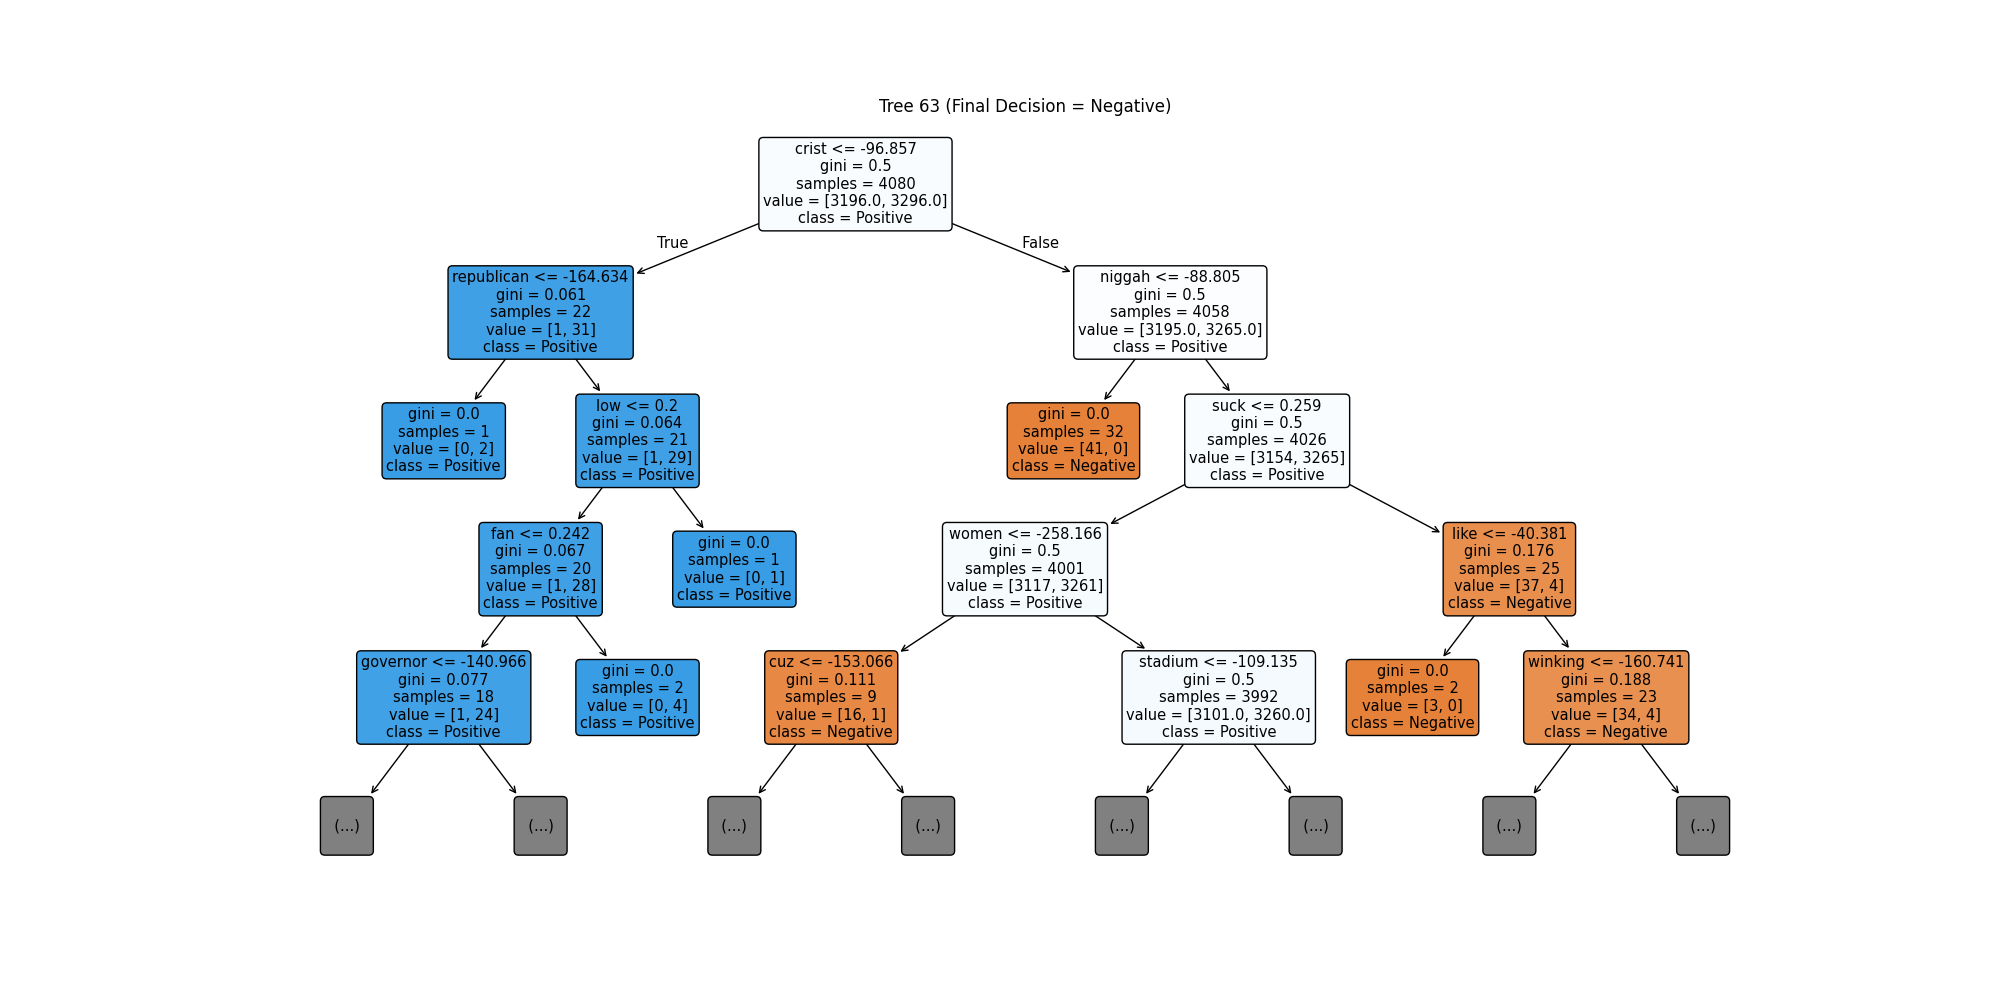 Tree 63 (Final Decision = Negative)
crist <= -96.857
gini = 0.5
samples = 4080
value = [3196.0, 3296.0]
class = Positive
True
False
republican <= -164.634
gini = 0.061
samples = 22
value = [1, 31]
class = Positive
niggah <= -88.805
gini = 0.5
samples = 4058
value = [3195.0, 3265.0]
class = Positive
gini = 0.0
samples = 1
value = [0, 2]
class = Positive
low <= 0.2
gini = 0.064
samples = 21
value = [1, 29]
class = Positive
gini = 0.0
samples = 32
value = [41, 0]
class = Negative
suck <= 0.259
gini = 0.5
samples = 4026
value = [3154, 3265]
class = Positive
fan <= 0.242
gini = 0.067
samples = 20
value = [1, 28]
class = Positive
gini = 0.0
samples = 1
value = [0, 1]
class = Positive
women <= -258.166
gini = 0.5
samples = 4001
value = [3117, 3261]
class = Positive
like <= -40.381
gini = 0.176
samples = 25
value = [37, 4]
class = Negative
governor <= -140.966
gini = 0.077
samples = 18
value = [1, 24]
class = Positive
gini = 0.0
samples = 2
value = [0, 4]
class = Positive
cuz <= -153.066
gini = 0.111
samples = 9
value = [16, 1]
class = Negative
stadium <= -109.135
gini = 0.5
samples = 3992
value = [3101.0, 3260.0]
class = Positive
gini = 0.0
samples = 2
value = [3, 0]
class = Negative
winking <= -160.741
gini = 0.188
samples = 23
value = [34, 4]
class = Negative
(...)
(...)
(...)
(...)
(...)
(...)
(...)
(...)